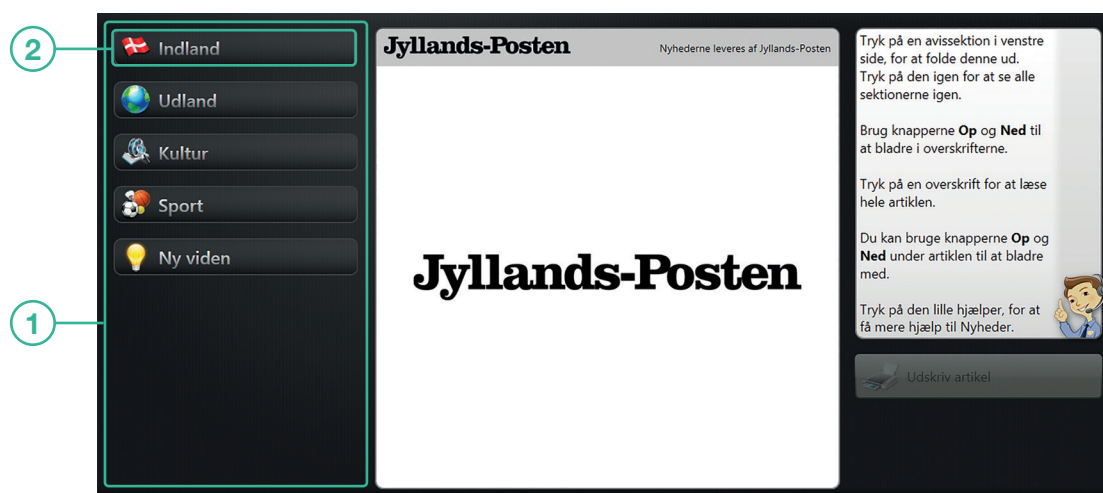 2
Indland
Udland
Kultur
Sport
Ny viden
1
Jyllands-Posten
Nyhederne leveres af Jyllands-Posten
Jyllands-Posten
Tryk på en avissektion i venstre
side, for at folde denne ud.
Tryk på den igen for at se alle
sektionerne igen.
Brug knapperne Op og Ned til
at bladre i overskrifterne.
Tryk på en overskrift for at læse
hele artiklen.
Du kan bruge knapperne Op og
Ned under artiklen til at bladre
med.
Tryk på den lille hjælper, for at
få mere hjælp til Nyheder.
Udskriv artikel